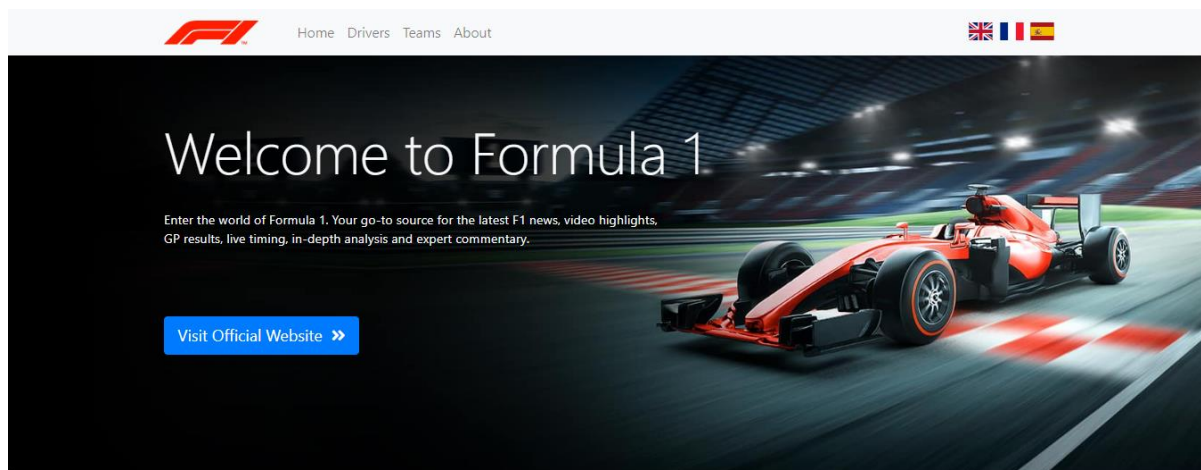 Home Drivers Teams About
Welcome to Formula 1
Enter the world of Formula 1. Your go-to source for the latest F1 news, video highlights,
GP results, live timing, in-depth analysis and expert commentary.
Visit Official Website »